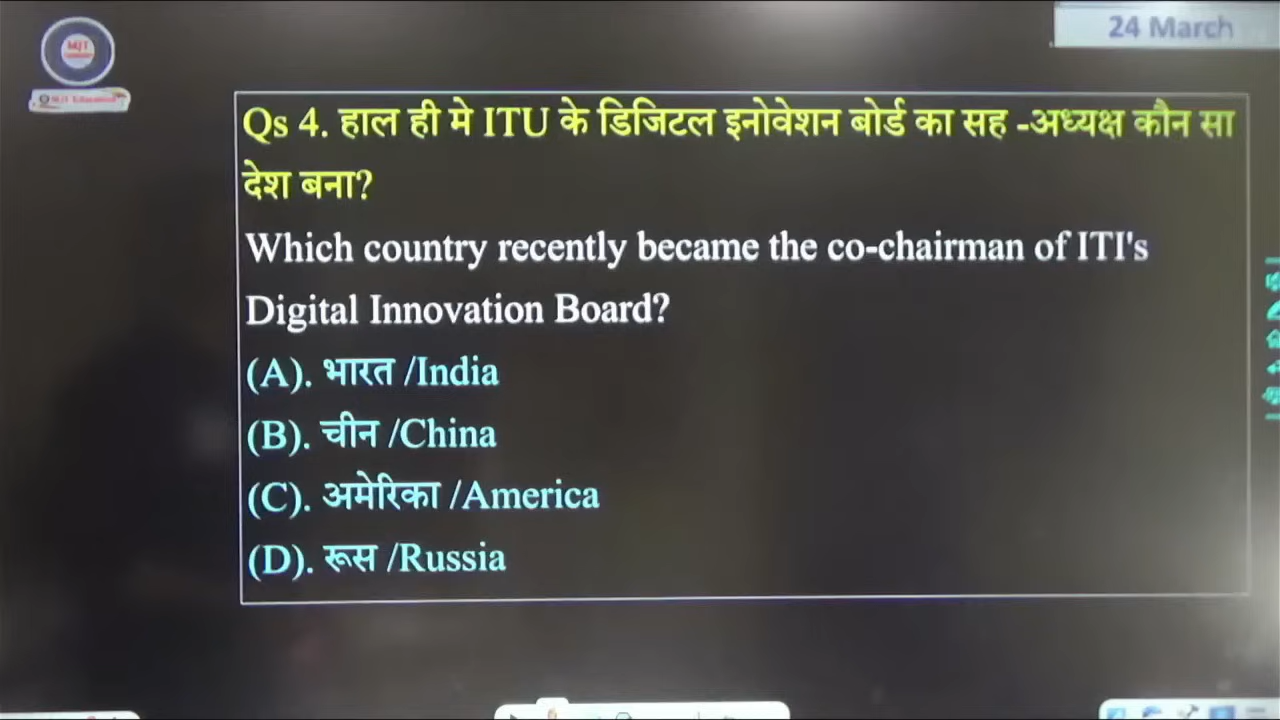 24 March
MJT
Qs 4. हाल ही मे ITU के डिजिटल इनोवेशन बोर्ड का सह -अध्यक्ष कौन सा
देश बना?
Which country recently became the co-chairman of ITI's
Digital Innovation Board?
(A). भारत /India
(B). चीन /China
(C). अमेरिका /America
(D). रूस /Russia